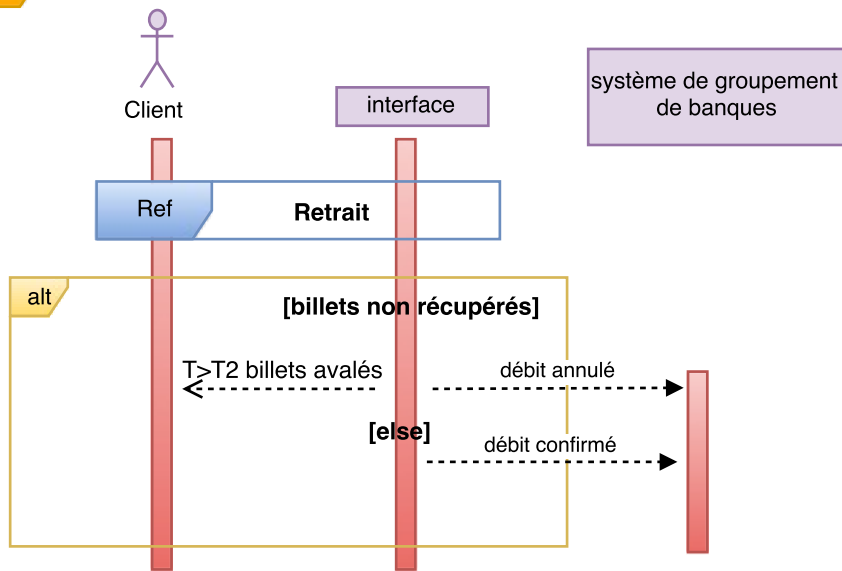 Client
interface
système de groupement
de banques
Ref
Retrait
alt
[billets non récupérés]
T>T2 billets avalés
débit annulé
[else]
débit confirmé